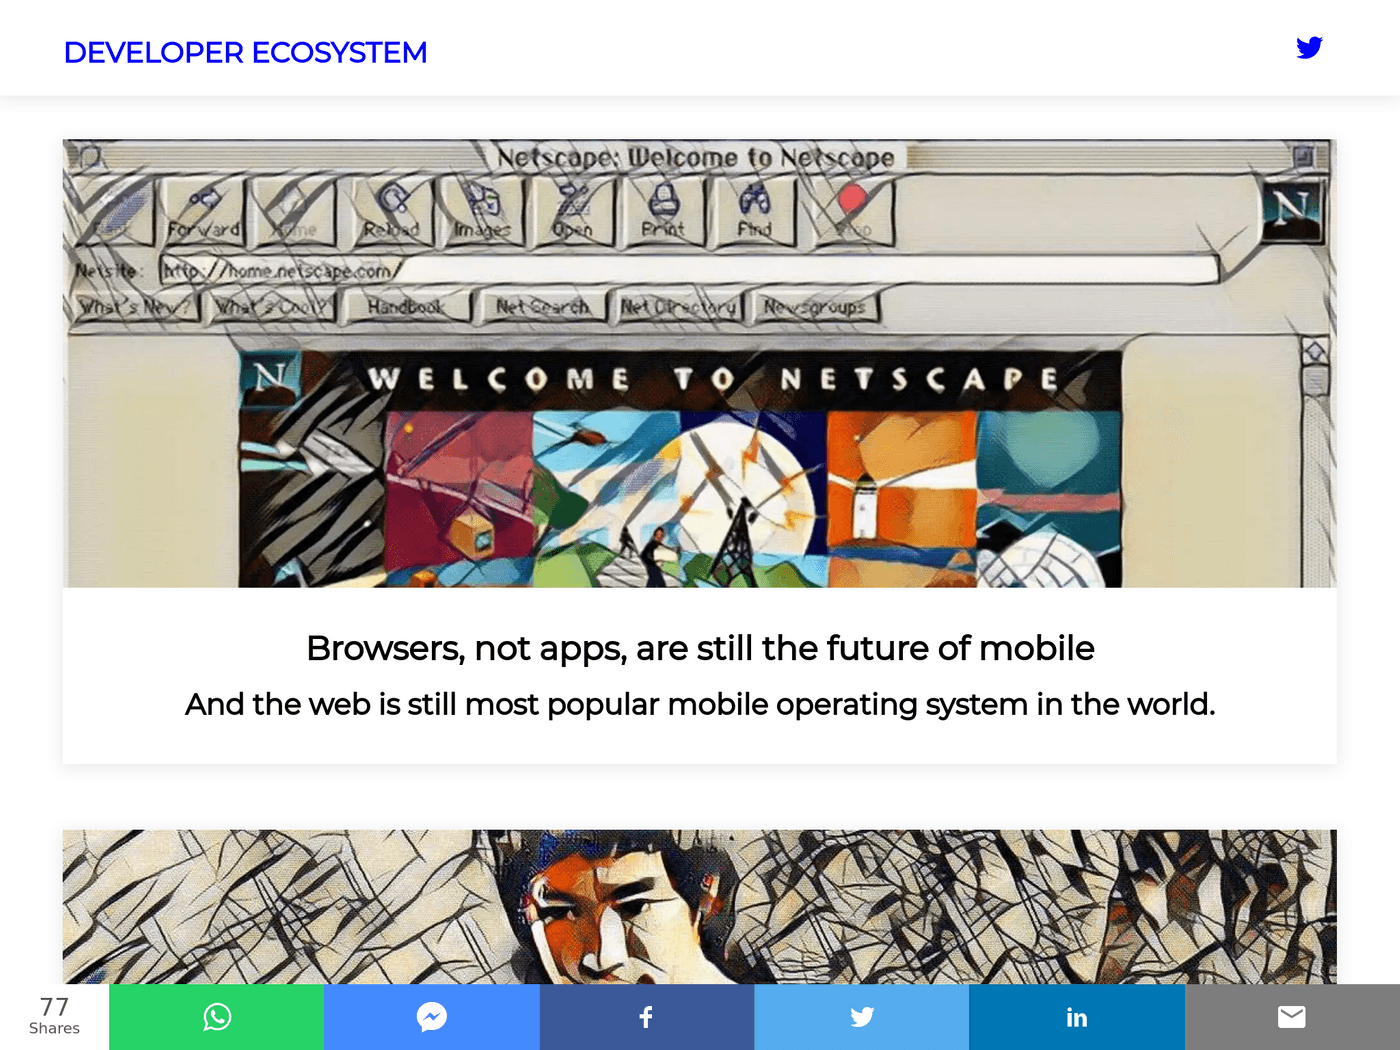 DEVELOPER ECOSYSTEM
Netscape: Welcome to Netscape
Forward Home Reload Images Open Print Find Stop
Netsite: http://home.netscape.com/
What's New? What's Cool? Handbook Net Search Net Directory Newsgroups
N
N WELCOME TO NETSCAPE
Browsers, not apps, are still the future of mobile
And the web is still most popular mobile operating system in the world.
77
Shares